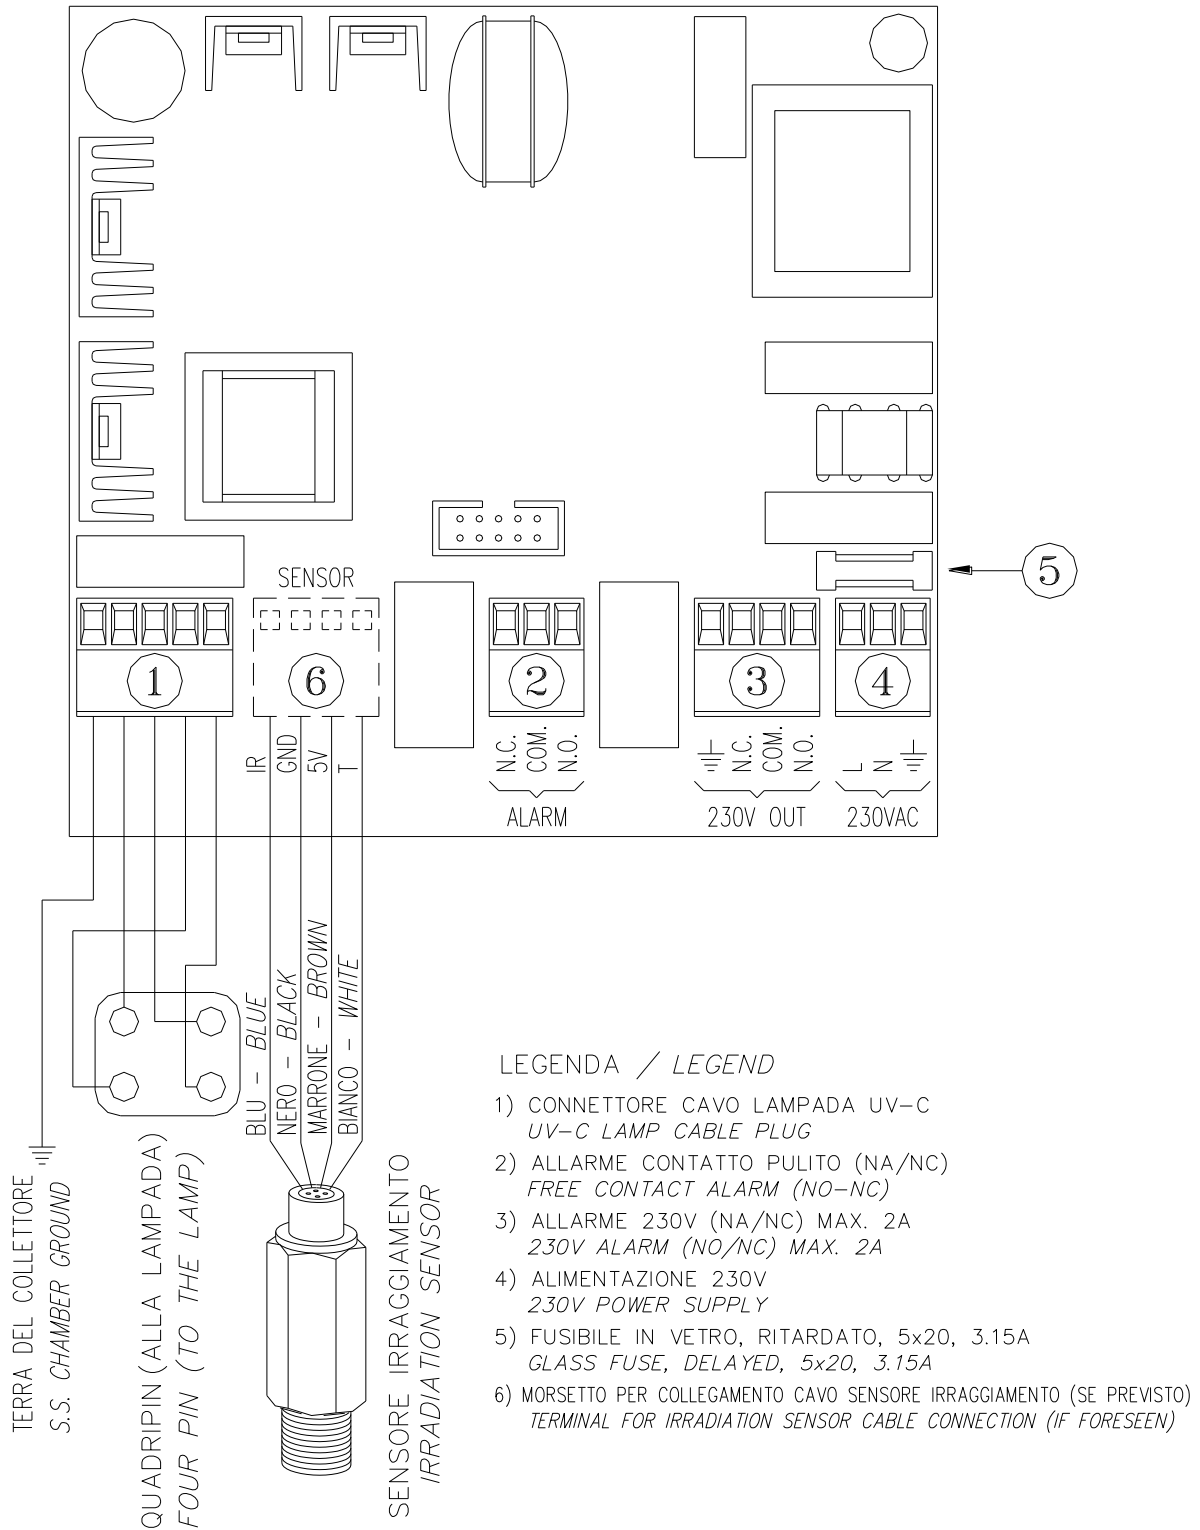 SENSOR
5
1
6
2
3
4
IR
GND
5V
T
N.C.
COM.
N.O.
N.C.
COM.
N.O.
L
N
ALARM
230V OUT
230VAC
BLU – BLUE
NERO – BLACK
MARRONE – BROWN
BIANCO – WHITE
TERRA DEL COLLETTORE
S.S. CHAMBER GROUND
QUADRIPIN (ALLA LAMPADA)
FOUR PIN (TO THE LAMP)
SENSORE IRRAGGIAMENTO
IRRADIATION SENSOR
LEGENDA / LEGEND
1) CONNETTORE CAVO LAMPADA UV–C
UV–C LAMP CABLE PLUG
2) ALLARME CONTATTO PULITO (NA/NC)
FREE CONTACT ALARM (NO–NC)
3) ALLARME 230V (NA/NC) MAX. 2A
230V ALARM (NO/NC) MAX. 2A
4) ALIMENTAZIONE 230V
230V POWER SUPPLY
5) FUSIBILE IN VETRO, RITARDATO, 5x20, 3.15A
GLASS FUSE, DELAYED, 5x20, 3.15A
6) MORSETTO PER COLLEGAMENTO CAVO SENSORE IRRAGGIAMENTO (SE PREVISTO)
TERMINAL FOR IRRADIATION SENSOR CABLE CONNECTION (IF FORESEEN)